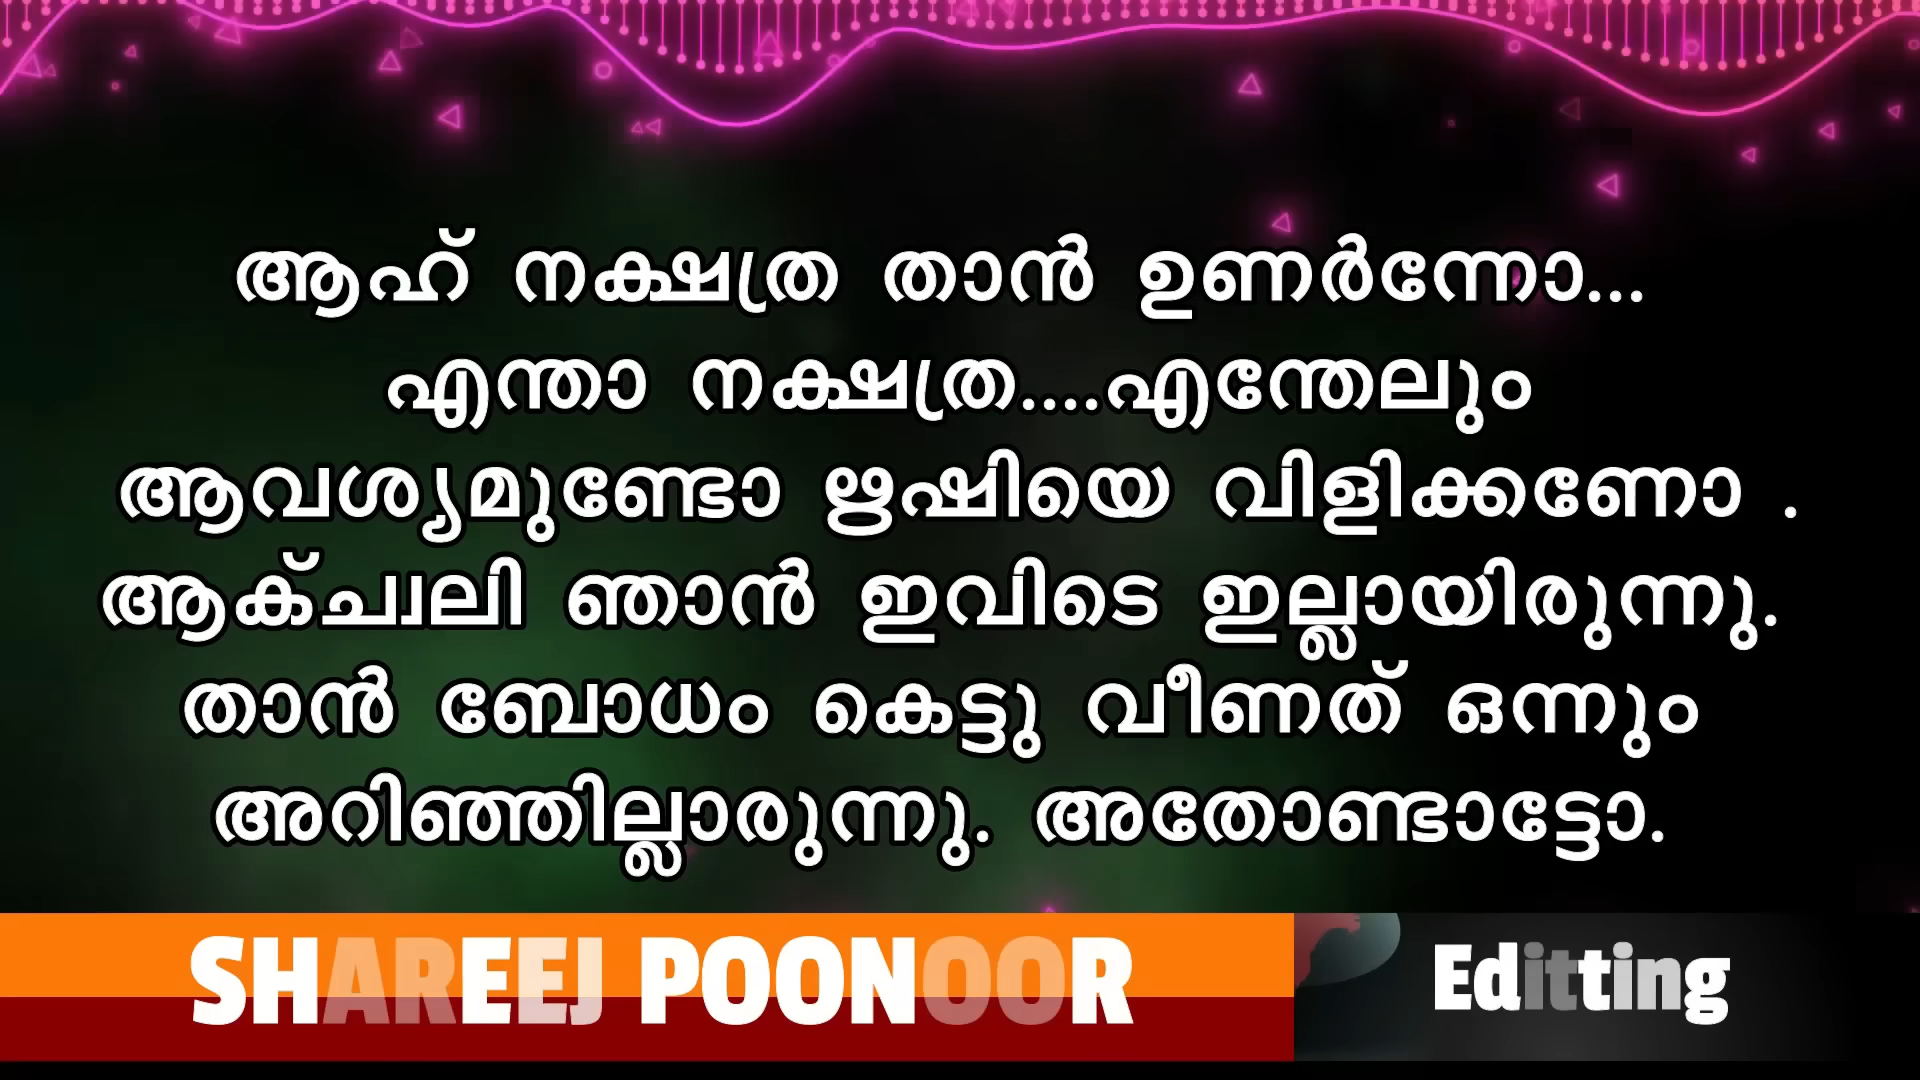 ആഹ് നക്ഷത്ര താൻ ഉണർന്നോ...
എന്താ നക്ഷത്ര....എന്തേലും
ആവശ്യമുണ്ടോ ഋഷിയെ വിളിക്കണോ .
ആക്ച്വലി ഞാൻ ഇവിടെ ഇല്ലായിരുന്നു.
താൻ ബോധം കെട്ടു വീണത് ഒന്നും
അറിഞ്ഞില്ലാരുന്നു. അതോണ്ടാട്ടോ.
SHAREEJ POONOOR
Editting